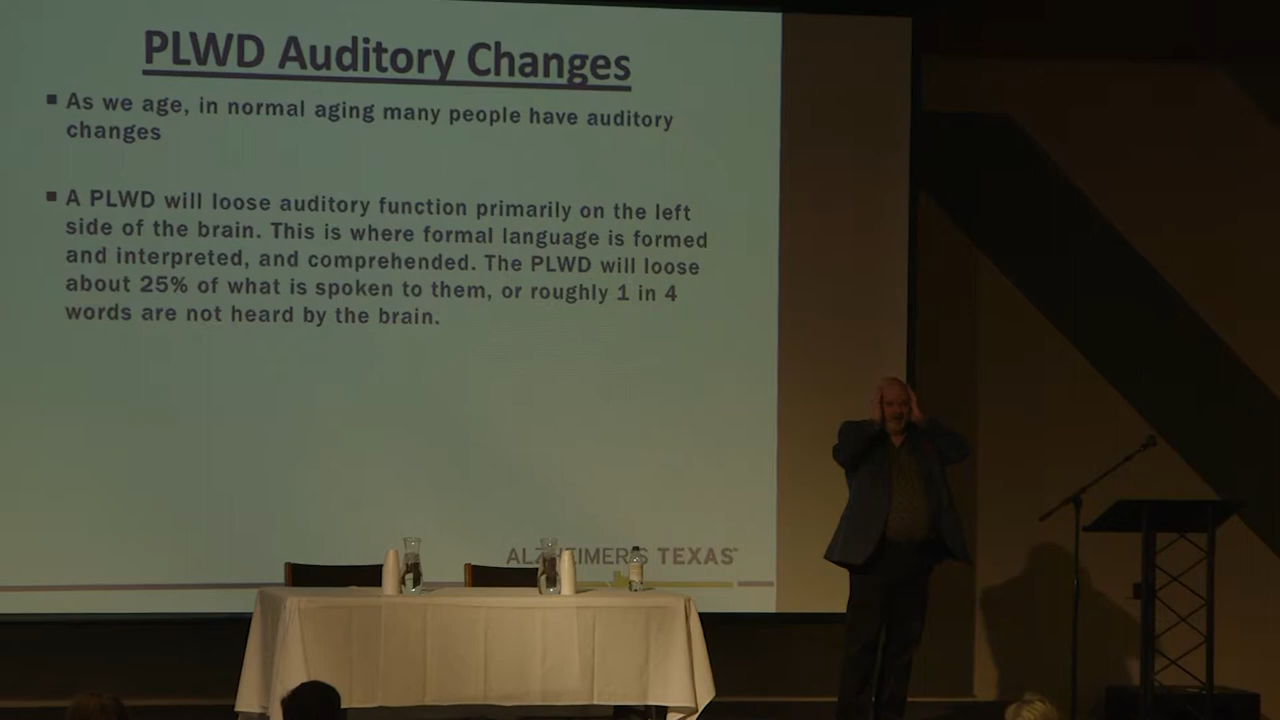 PLWD Auditory Changes
▪ As we age, in normal aging many people have auditory
changes
▪ A PLWD will loose auditory function primarily on the left
side of the brain. This is where formal language is formed
and interpreted, and comprehended. The PLWD will loose
about 25% of what is spoken to them, or roughly 1 in 4
words are not heard by the brain.
ALZHEIMER'S TEXAS